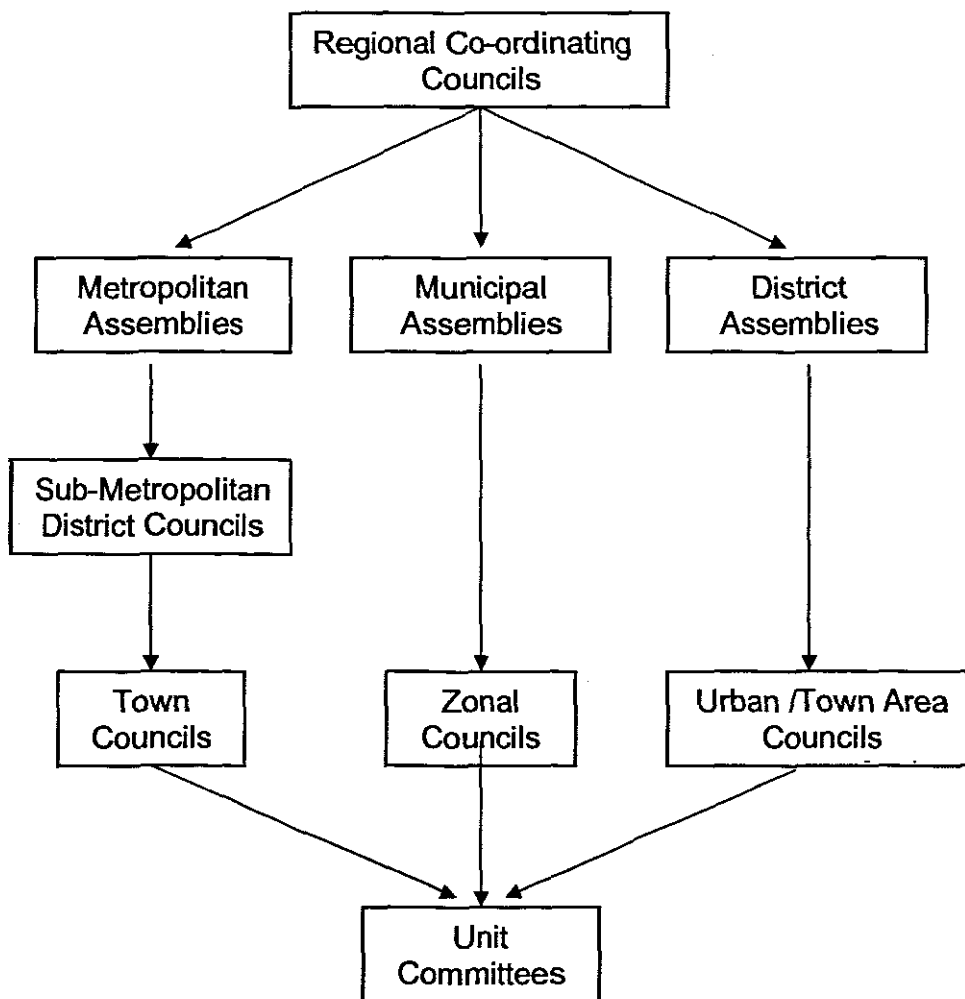 Regional Co-ordinating
Councils
Metropolitan
Assemblies
Municipal
Assemblies
District
Assemblies
Sub-Metropolitan
District Councils
Town
Councils
Zonal
Councils
Urban /Town Area
Councils
Unit
Committees